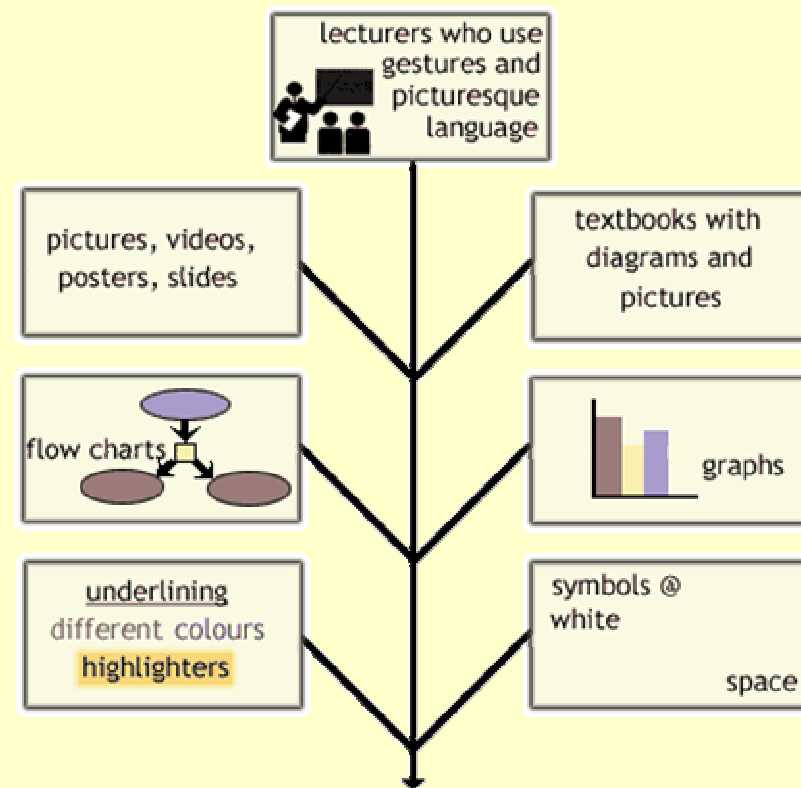 lecturers who use
gestures and
picturesque
language
pictures, videos,
posters, slides
textbooks with
diagrams and
pictures
flow charts
graphs
underlining
different colours
highlighters
symbols @
white
space